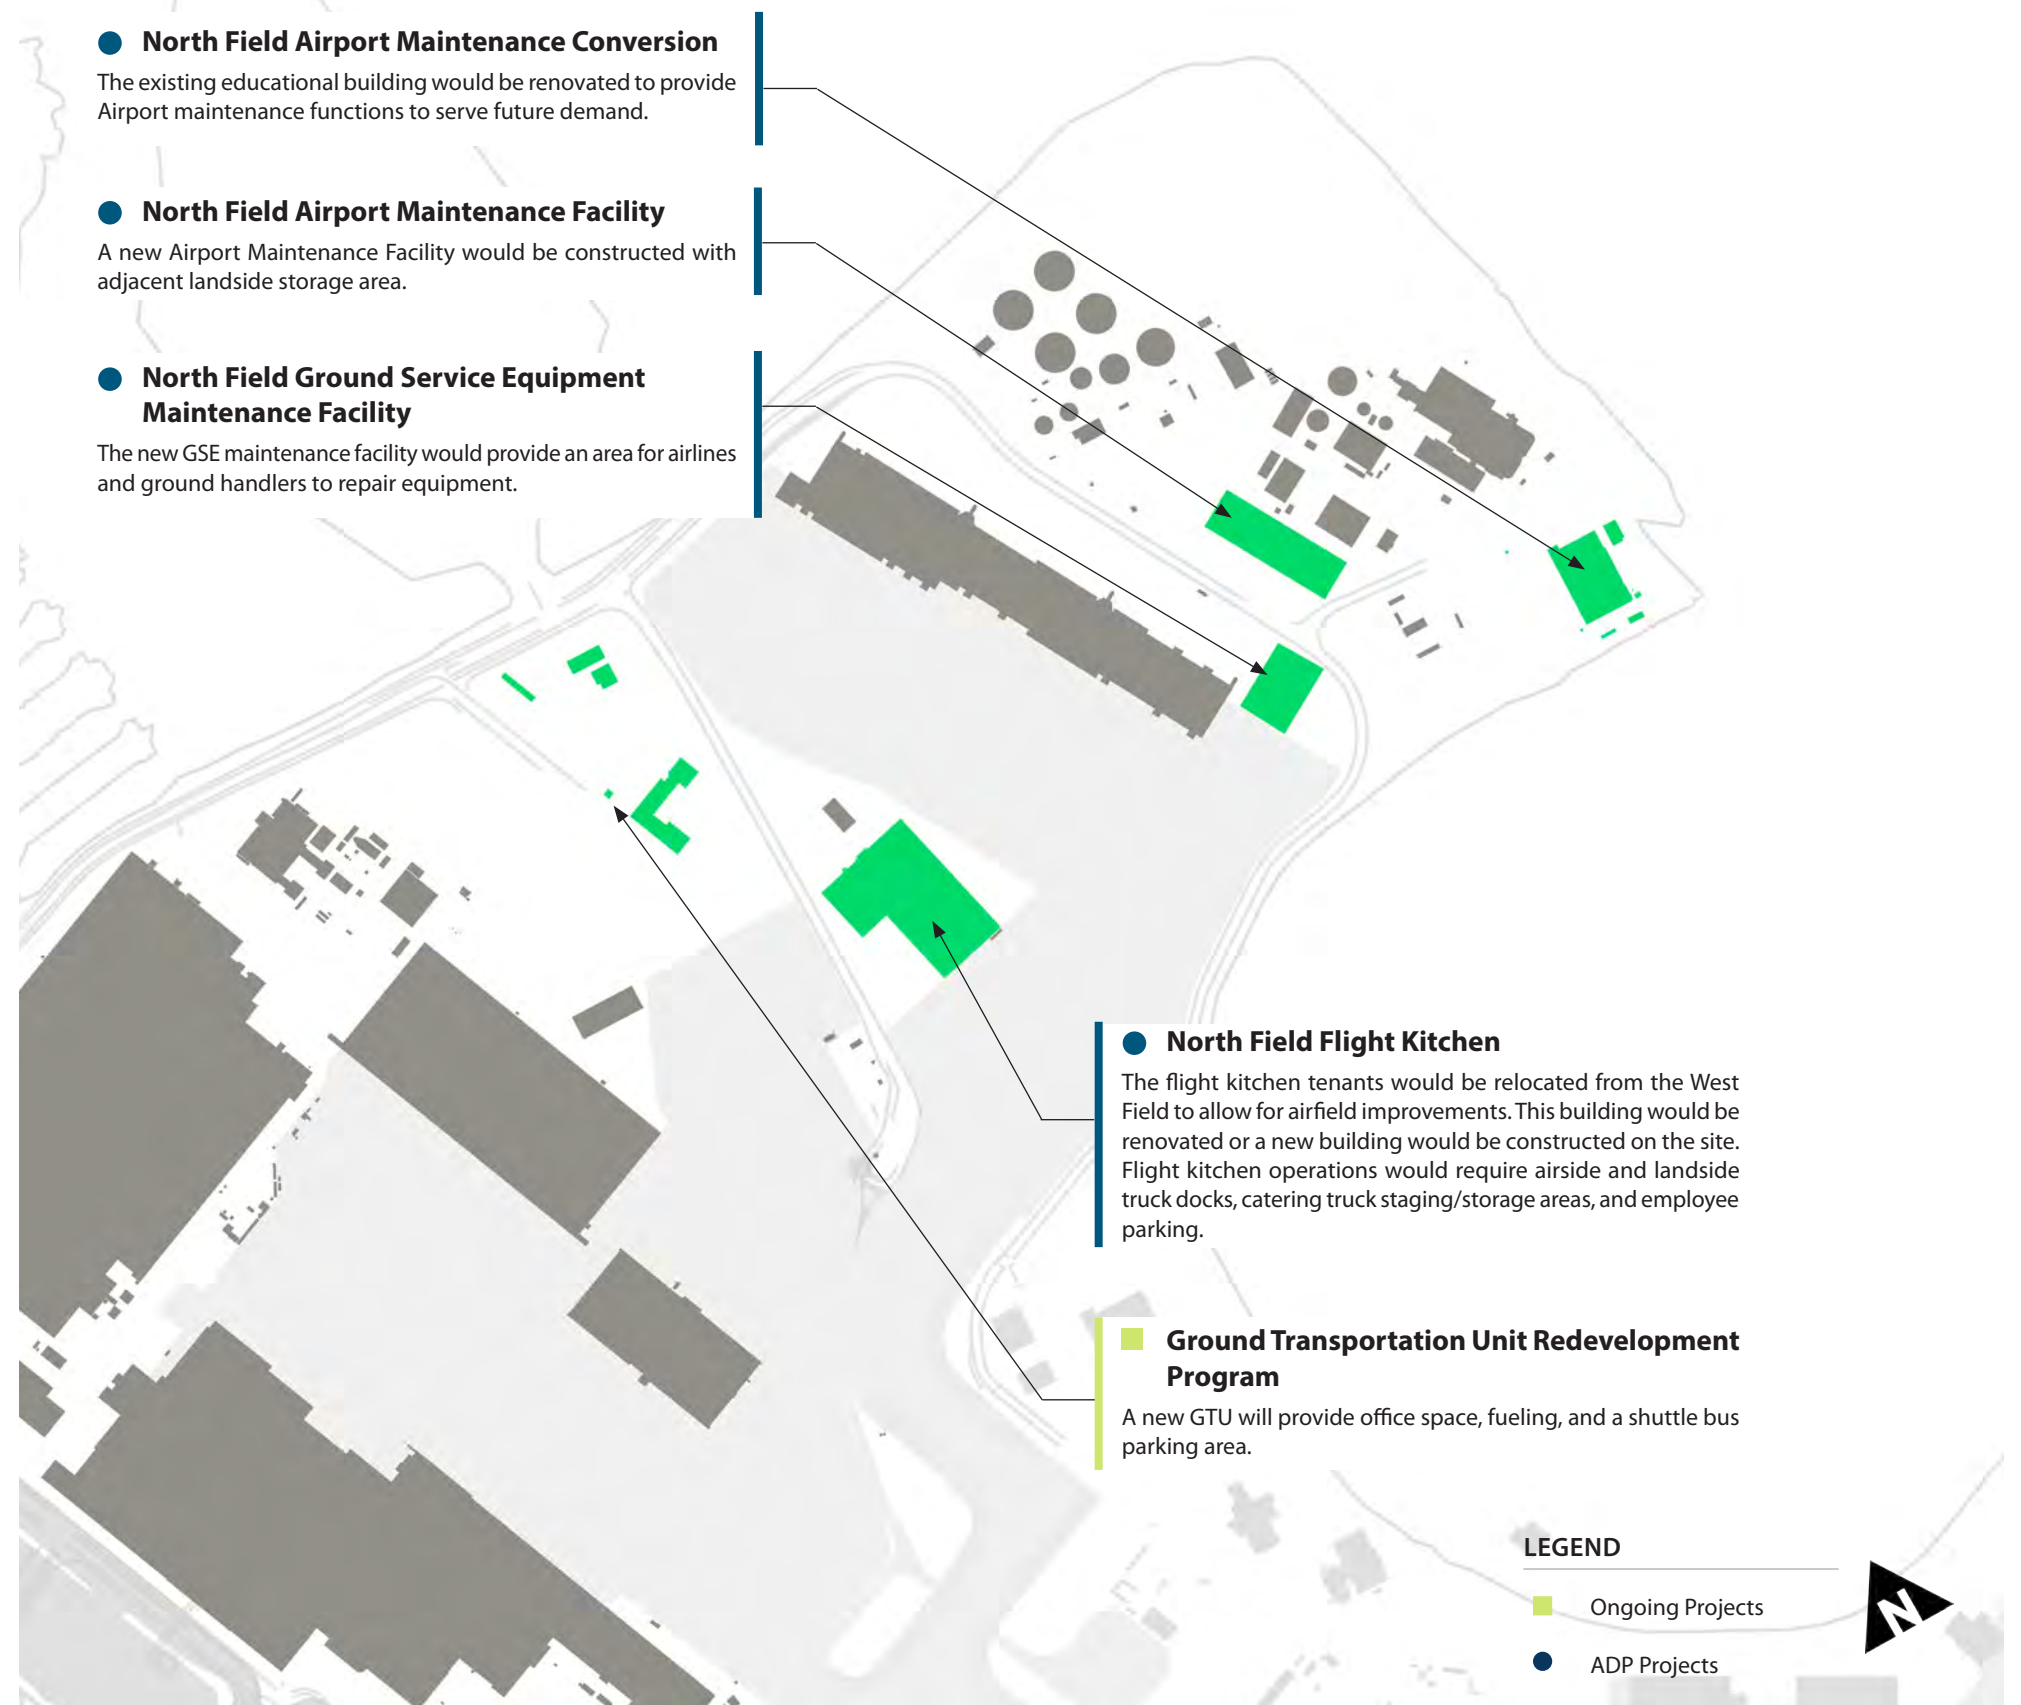 North Field Airport Maintenance Conversion
The existing educational building would be renovated to provide
Airport maintenance functions to serve future demand.
North Field Airport Maintenance Facility
A new Airport Maintenance Facility would be constructed with
adjacent landside storage area.
North Field Ground Service Equipment
Maintenance Facility
The new GSE maintenance facility would provide an area for airlines
and ground handlers to repair equipment.
North Field Flight Kitchen
The flight kitchen tenants would be relocated from the West
Field to allow for airfield improvements. This building would be
renovated or a new building would be constructed on the site.
Flight kitchen operations would require airside and landside
truck docks, catering truck staging/storage areas, and employee
parking.
Ground Transportation Unit Redevelopment
Program
A new GTU will provide office space, fueling, and a shuttle bus
parking area.
LEGEND
Ongoing Projects
ADP Projects
N